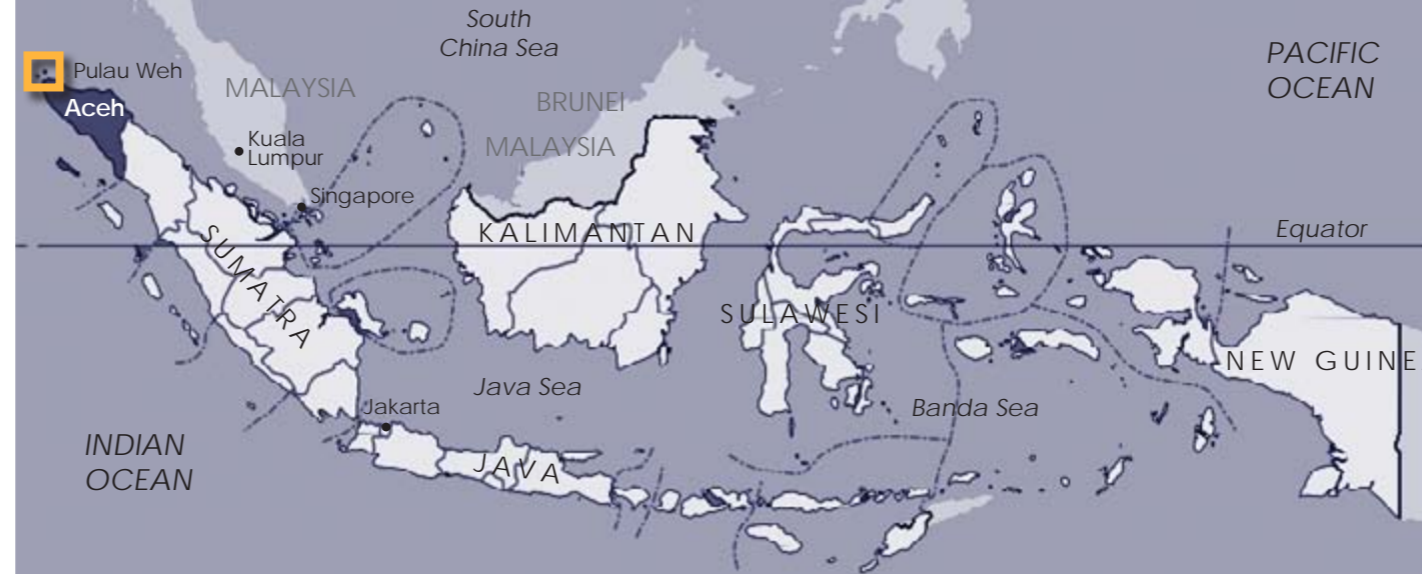 South
China Sea
PACIFIC
OCEAN
Pulau Weh
MALAYSIA
Aceh
BRUNEI
Kuala
Lumpur
MALAYSIA
Singapore
KALIMANTAN
Equator
SUMATRA
SULAWESI
NEW GUINE
Java Sea
Jakarta
Banda Sea
INDIAN
OCEAN
JAVA